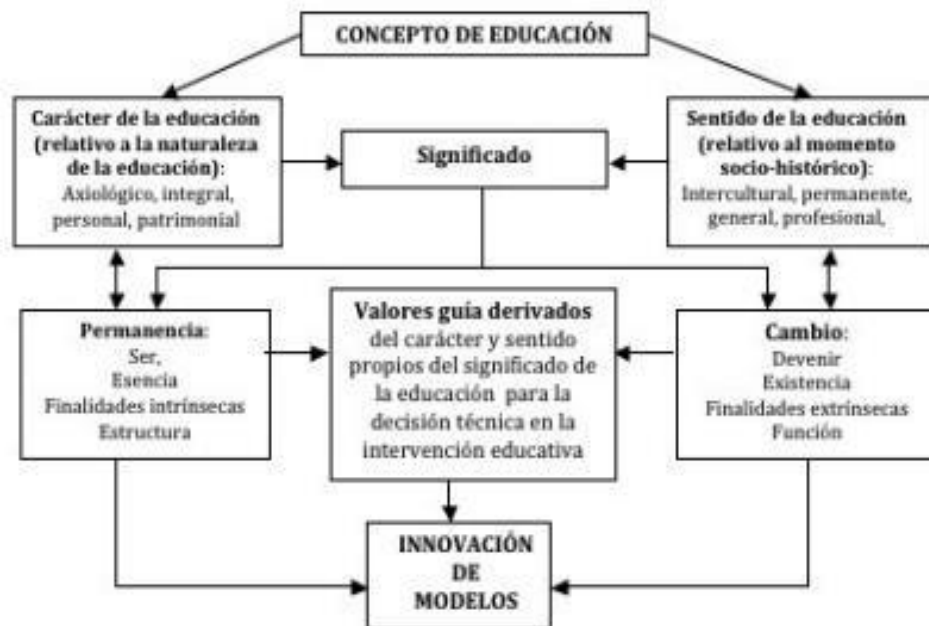 CONCEPTO DE EDUCACIÓN
Carácter de la educación
(relativo a la naturaleza
de la educación):
Axiológico, integral,
personal, patrimonial
Significado
Sentido de la educación
(relativo al momento
socio-histórico):
Intercultural, permanente,
general, profesional,
Permanencia:
Ser,
Esencia
Finalidades intrínsecas
Estructura
Valores guía derivados
del carácter y sentido
propios del significado de
la educación para la
decisión técnica en la
intervención educativa
Cambio:
Devenir
Existencia
Finalidades extrínsecas
Función
INNOVACIÓN
DE
MODELOS